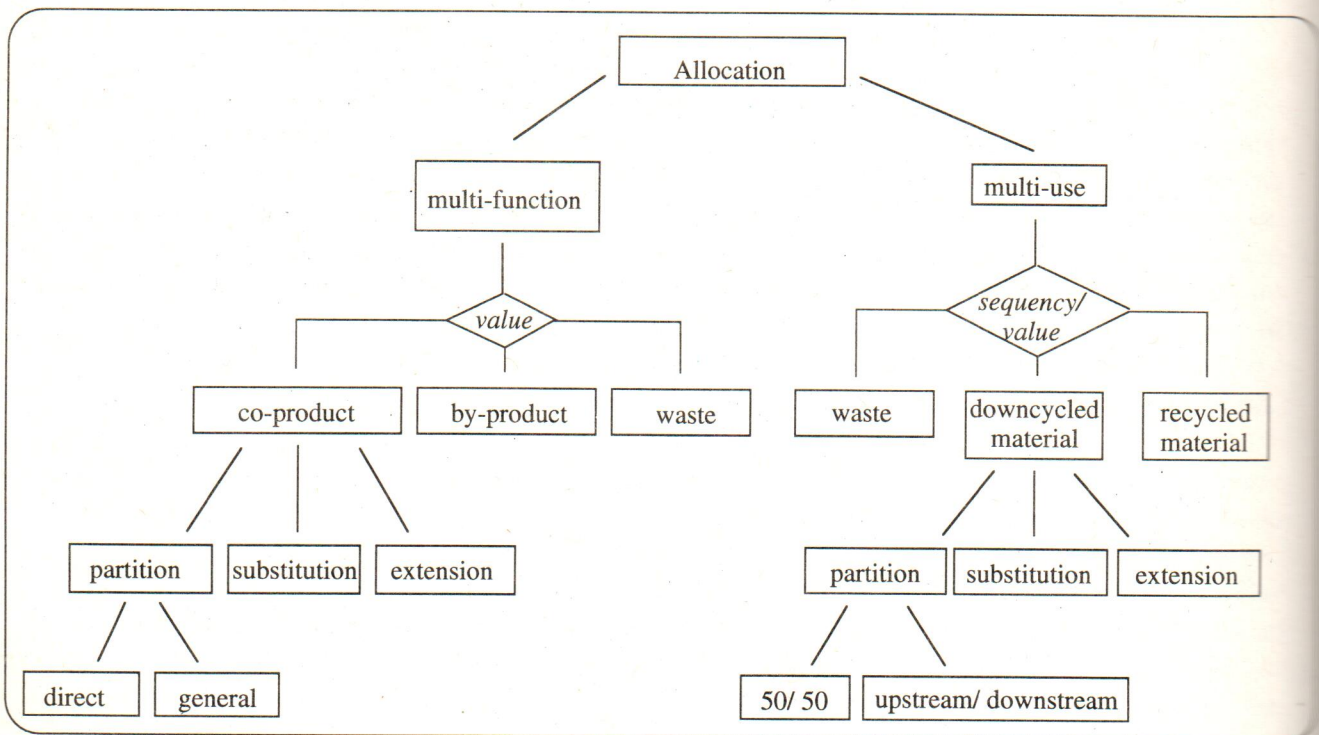 Allocation
multi-function
multi-use
value
sequency/
value
co-product
by-product
waste
waste
downcycled
material
recycled
material
partition
substitution
extension
partition
substitution
extension
direct
general
50/ 50
upstream/ downstream